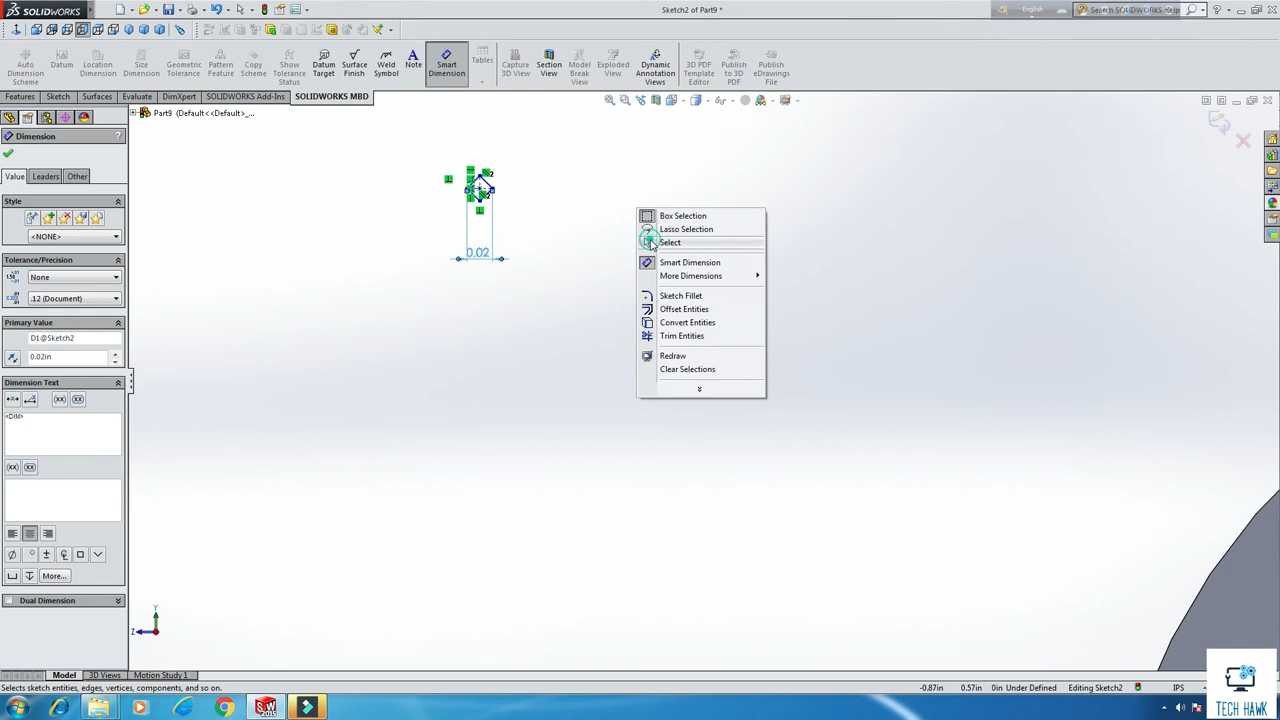 SOLIDWORKS
Sketch2 of Part9 *
English
Search SOLIDWORKS Help
Auto Dimension Scheme
Datum
Location Dimension
Size Dimension
Geometric Tolerance
Pattern Feature
Copy Scheme
Show Tolerance Status
Datum Target
Surface Finish
Weld Symbol
Note
Smart Dimension
Tables
Capture 3D View
Section View
Model Break View
Exploded View
Dynamic Annotation Views
3D PDF Template Editor
Publish to 3D PDF
Publish eDrawings File
Features
Sketch
Surfaces
Evaluate
DimXpert
SOLIDWORKS Add-Ins
SOLIDWORKS MBD
Part9 (Default<<Default>_...
Dimension
?
Value
Leaders
Other
Style
<NONE>
Tolerance/Precision
None
.12 (Document)
Primary Value
D1@Sketch2
0.02in
Dimension Text
<DIM>
More...
Dual Dimension
2
2
0.02
Box Selection
Lasso Selection
Select
Smart Dimension
More Dimensions
Sketch Fillet
Offset Entities
Convert Entities
Trim Entities
Redraw
Clear Selections
Y
Z
Model
3D Views
Motion Study 1
Selects sketch entities, edges, vertices, components, and so on.
-0.87in
0.57in
0in
Under Defined
Editing Sketch2
IPS
SW
2015
TECH HAWK